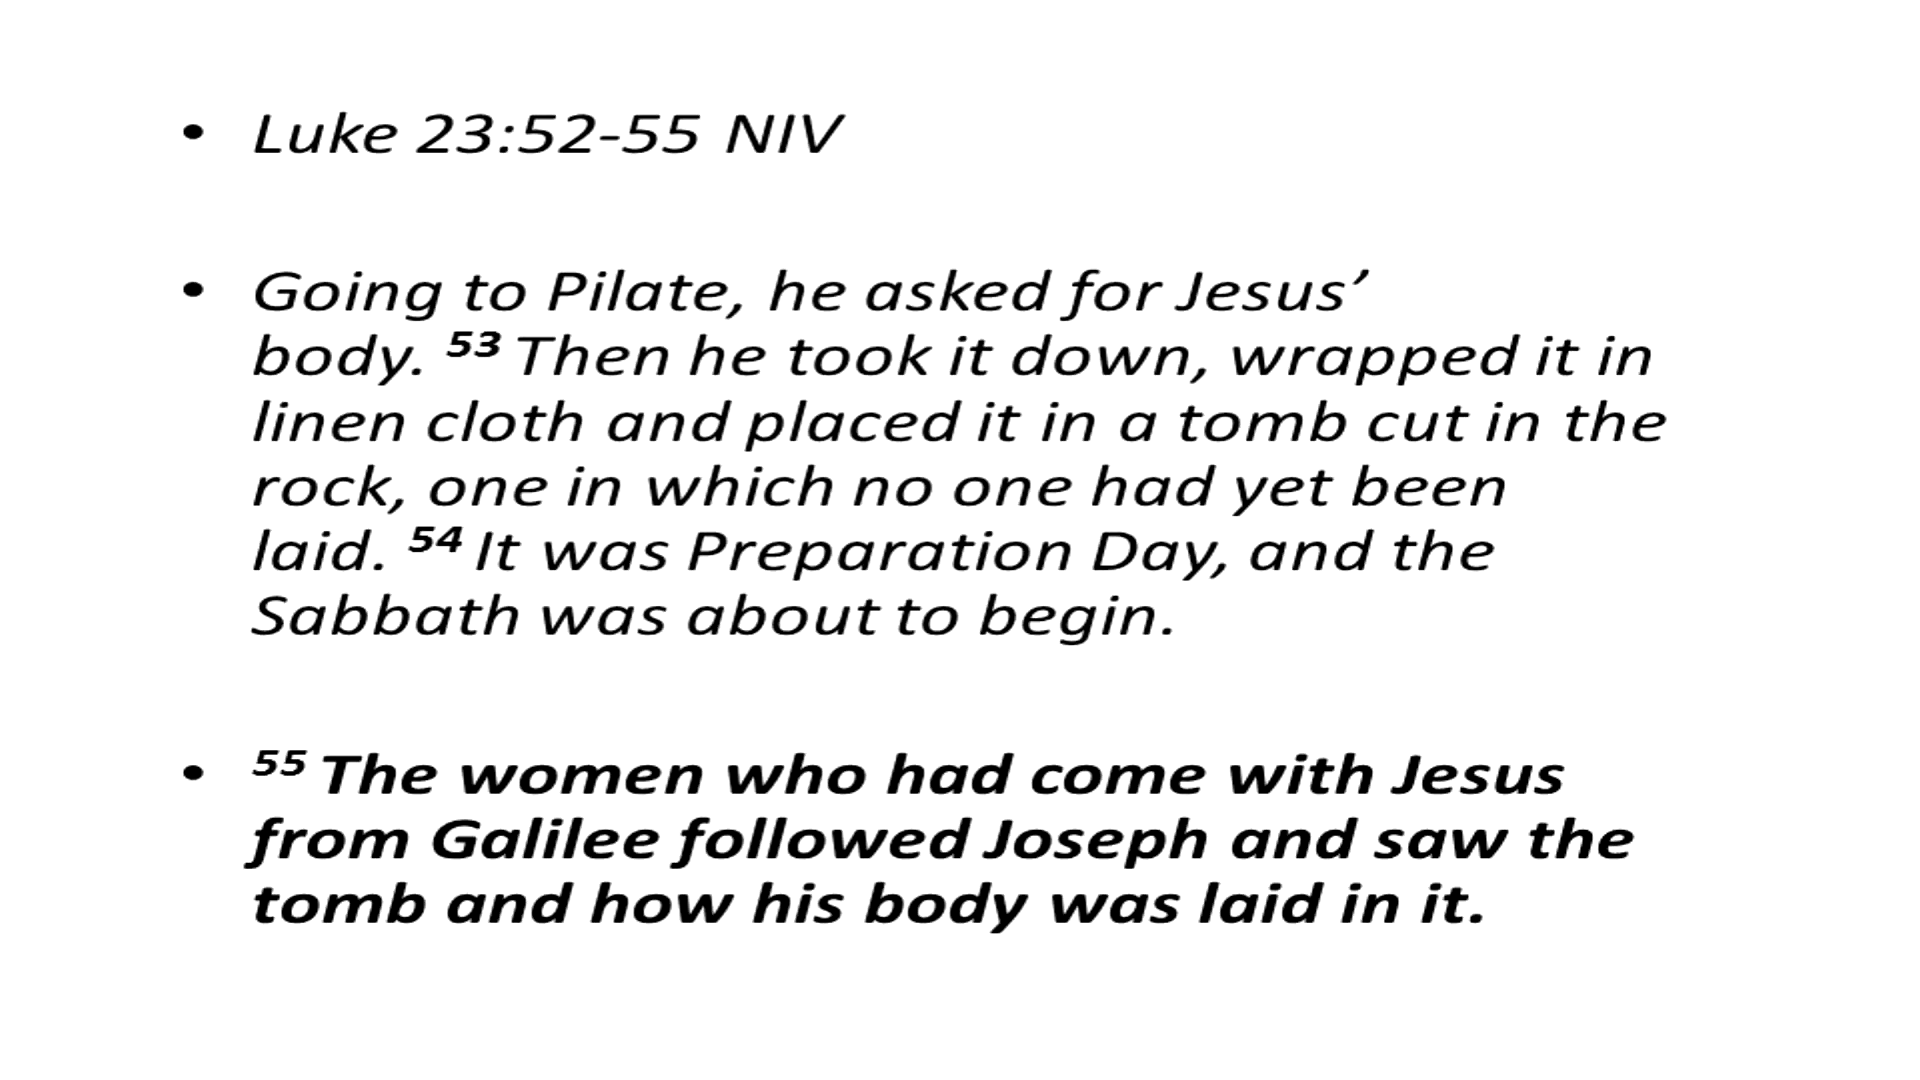 • Luke 23:52-55 NIV
• Going to Pilate, he asked for Jesus’
body. 53 Then he took it down, wrapped it in
linen cloth and placed it in a tomb cut in the
rock, one in which no one had yet been
laid. 54 It was Preparation Day, and the
Sabbath was about to begin.
• 55 The women who had come with Jesus
from Galilee followed Joseph and saw the
tomb and how his body was laid in it.